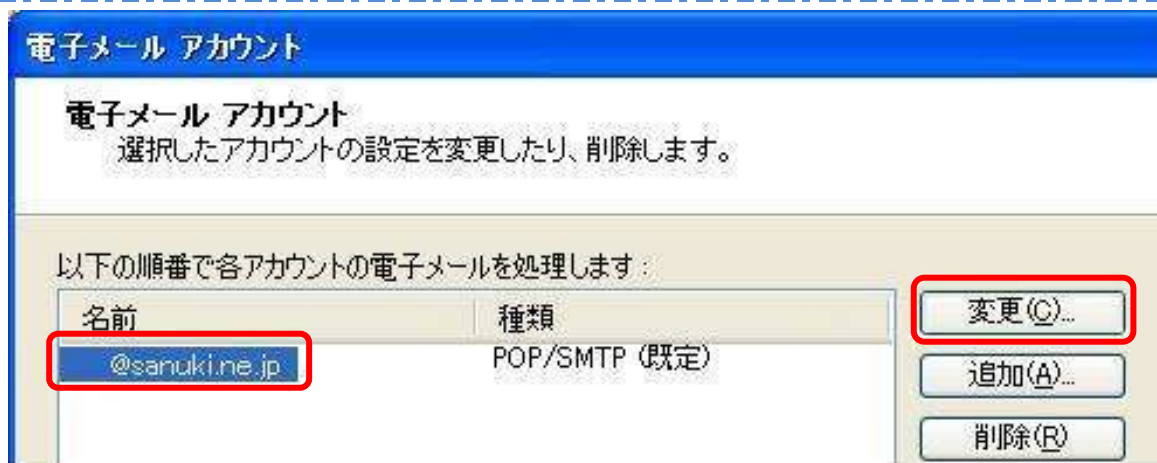 電子メール アカウント
電子メール アカウント
選択したアカウントの設定を変更したり、削除します。
以下の順番で各アカウントの電子メールを処理します:
名前 種類
@sanuki.ne.jp POP/SMTP (既定)
変更(C)...
追加(A)...
削除(R)